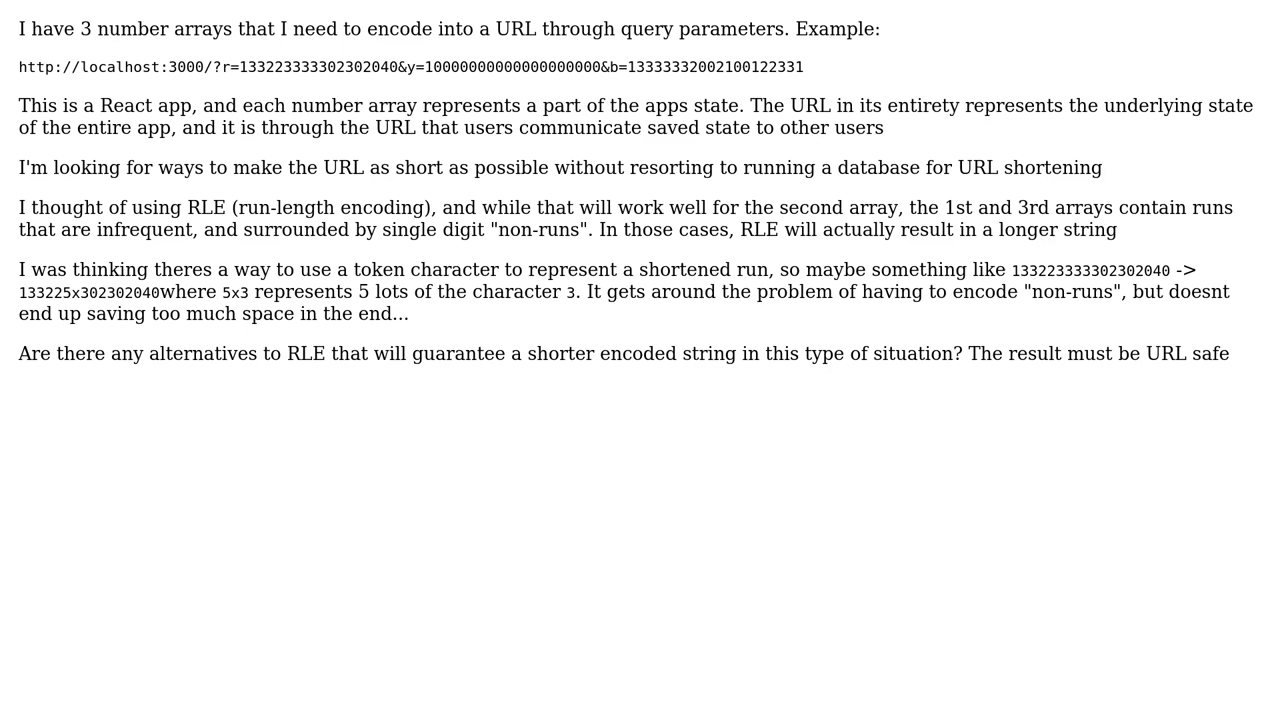 I have 3 number arrays that I need to encode into a URL through query parameters. Example:
http://localhost:3000/?r=133223333302302040&y=10000000000000000000&b=13333332002100122331
This is a React app, and each number array represents a part of the apps state. The URL in its entirety represents the underlying state
of the entire app, and it is through the URL that users communicate saved state to other users
I'm looking for ways to make the URL as short as possible without resorting to running a database for URL shortening
I thought of using RLE (run-length encoding), and while that will work well for the second array, the 1st and 3rd arrays contain runs
that are infrequent, and surrounded by single digit "non-runs". In those cases, RLE will actually result in a longer string
I was thinking theres a way to use a token character to represent a shortened run, so maybe something like 133223333302302040 ->
133225x302302040where 5x3 represents 5 lots of the character 3. It gets around the problem of having to encode "non-runs", but doesnt
end up saving too much space in the end...
Are there any alternatives to RLE that will guarantee a shorter encoded string in this type of situation? The result must be URL safe